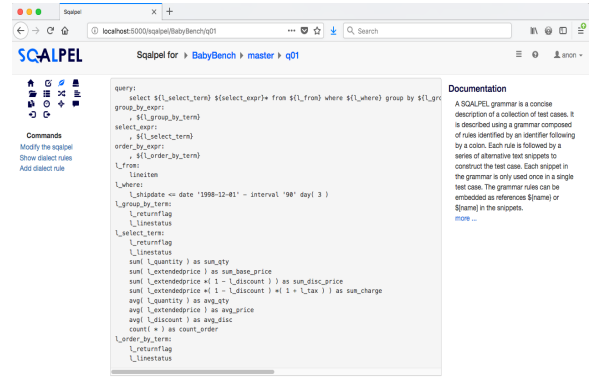 Sqalpel
localhost:5000/sqalpel/BabyBench/q01
Search
SQALPEL
Sqalpel for BabyBench master q01
anon
Commands
Modify the sqalpel
Show dialect rules
Add dialect rule
query:
select ${l_select_term} ${select_expr}* from ${l_from} where ${l_where} group by ${l_gro
group_by_expr:
, ${l_group_by_term}
select_expr:
, ${l_select_term}
order_by_expr:
, ${l_order_by_term}
l_from:
lineitem
l_where:
l_shipdate <= date '1998-12-01' - interval '90' day( 3 )
l_group_by_term:
l_returnflag
l_linestatus
l_select_term:
l_returnflag
l_linestatus
sum( l_quantity ) as sum_qty
sum( l_extendedprice ) as sum_base_price
sum( l_extendedprice *( 1 - l_discount ) ) as sum_disc_price
sum( l_extendedprice *( 1 - l_discount ) *( 1 + l_tax ) ) as sum_charge
avg( l_quantity ) as avg_qty
avg( l_extendedprice ) as avg_price
avg( l_discount ) as avg_disc
count( * ) as count_order
l_order_by_term:
l_returnflag
l_linestatus
Documentation
A SQALPEL grammar is a concise
description of a collection of test cases. It
is described using a grammar composed
of rules identified by an identifier following
by a colon. Each rule is followed by a
series of alternative text snippets to
construct the test case. Each snippet in
the grammar is only used once in a single
test case. The grammar rules can be
embedded as references ${name} or
${name] in the snippets.
more ...